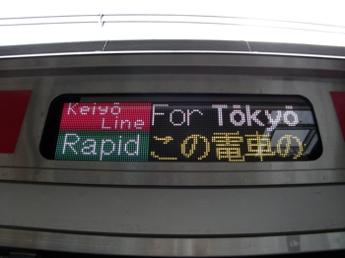 Keiyō
Line
Rapid
For Tōkyō
この電車の